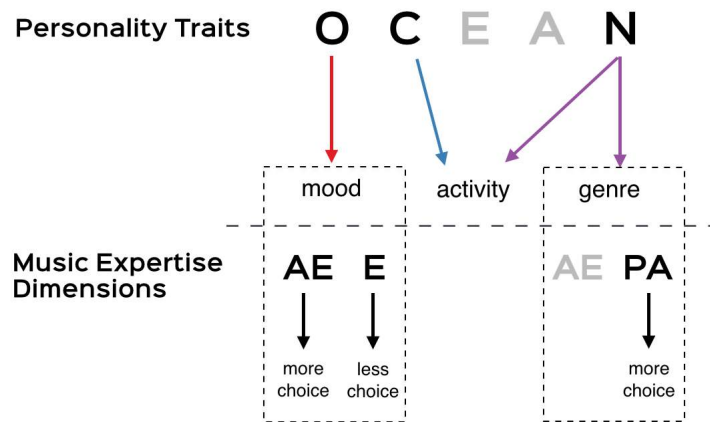 Personality Traits O C E A N
mood activity genre
Music Expertise
Dimensions
AE E AE PA
more
choice
less
choice
more
choice